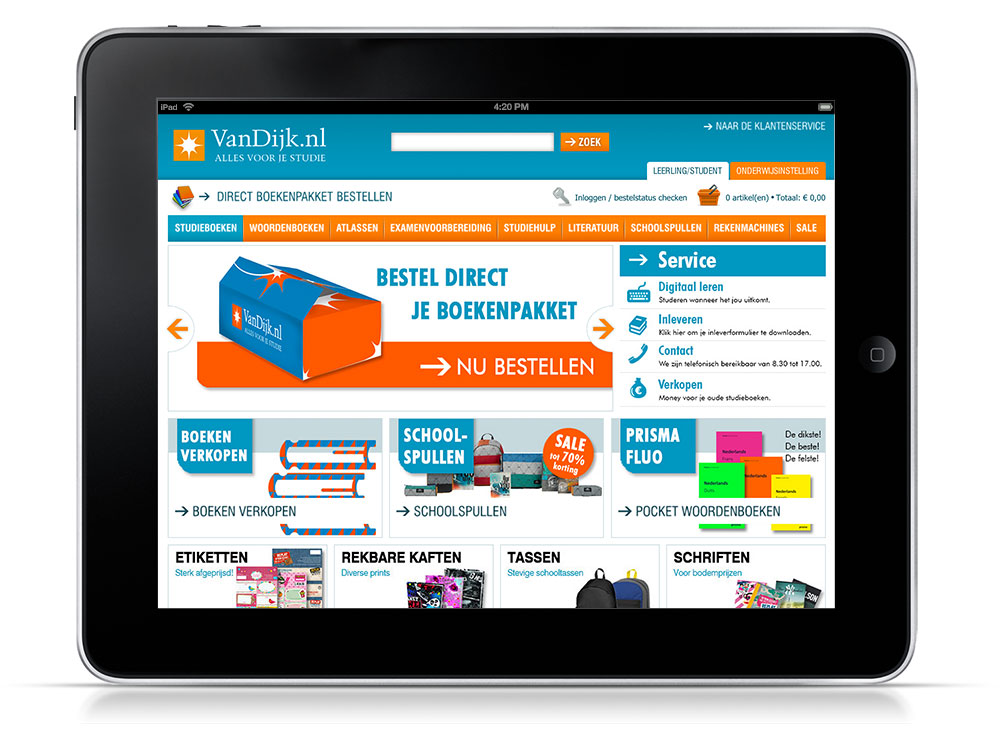 iPad
4:20 PM
VanDijk.nl
ALLES VOOR JE STUDIE
ZOEK
NAAR DE KLANTENSERVICE
LEERLING/STUDENT
ONDERWIJSINSTELLING
DIRECT BOEKENPAKKET BESTELLEN
Inloggen / bestelstatus checken
0 artikel(en) • Totaal: € 0,00
STUDIEBOEKEN WOORDENBOEKEN ATLASSEN EXAMENVOORBEREIDING STUDIEHULP LITERATUUR SCHOOLSPULLEN REKENMACHINES SALE
BESTEL DIRECT
JE BOEKENPAKKET
VanDijk.nl
ALLES VOOR JE STUDIE
NU BESTELLEN
Service
Digitaal leren
Studeren wanneer het jou uitkomt.
Inleveren
Klik hier om je inleverformulier te downloaden.
Contact
We zijn telefonisch bereikbaar van 8.30 tot 17.00.
Verkopen
Money voor je oude studieboeken.
BOEKEN
VERKOPEN
BOEKEN VERKOPEN
SCHOOL-
SPULLEN
SALE
tot 70%
korting
SCHOOLSPULLEN
PRISMA
FLUO
De dikste!
De beste!
De felste!
Nederlands
Frans
Nederlands
Duits
Nederlands
POCKET WOORDENBOEKEN
ETIKETTEN
Sterk afgeprijsd!
REKBARE KAFTEN
Diverse prints
TASSEN
Stevige schooltassen
SCHRIFTEN
Voor bodemprijzen